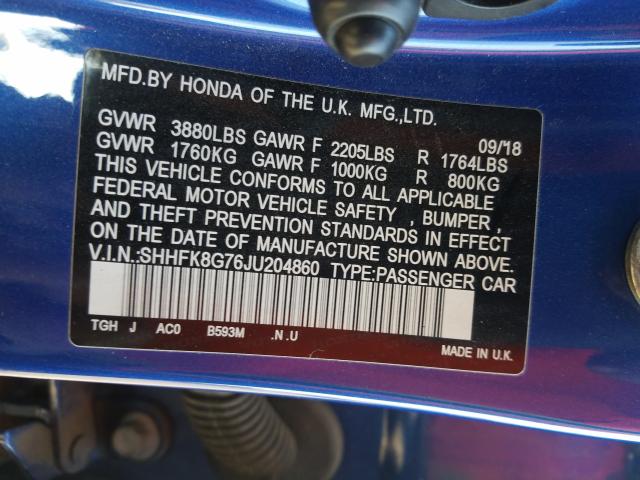 MFD.BY HONDA OF THE U.K. MFG.,LTD.
09/18
GVWR 3880LBS GAWR F 2205LBS R 1764LBS
GVWR 1760KG GAWR F 1000KG R 800KG
THIS VEHICLE CONFORMS TO ALL APPLICABLE
FEDERAL MOTOR VEHICLE SAFETY , BUMPER ,
AND THEFT PREVENTION STANDARDS IN EFFECT
ON THE DATE OF MANUFACTURE SHOWN ABOVE.
V.I.N.:SHHFK8G76JU204860 TYPE:PASSENGER CAR
TGH J AC0 B593M .N.U
MADE IN U.K.